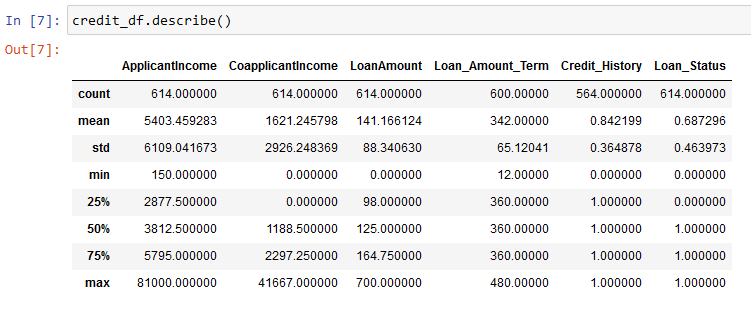 In [7]: credit_df.describe()
Out[7]:
ApplicantIncome CoapplicantIncome LoanAmount Loan_Amount_Term Credit_History Loan_Status
count 614.000000 614.000000 614.000000 600.00000 564.000000 614.000000
mean 5403.459283 1621.245798 141.166124 342.00000 0.842199 0.687296
std 6109.041673 2926.248369 88.340630 65.12041 0.364878 0.463973
min 150.000000 0.000000 0.000000 12.00000 0.000000 0.000000
25% 2877.500000 0.000000 98.000000 360.00000 1.000000 0.000000
50% 3812.500000 1188.500000 125.000000 360.00000 1.000000 1.000000
75% 5795.000000 2297.250000 164.750000 360.00000 1.000000 1.000000
max 81000.000000 41667.000000 700.000000 480.00000 1.000000 1.000000